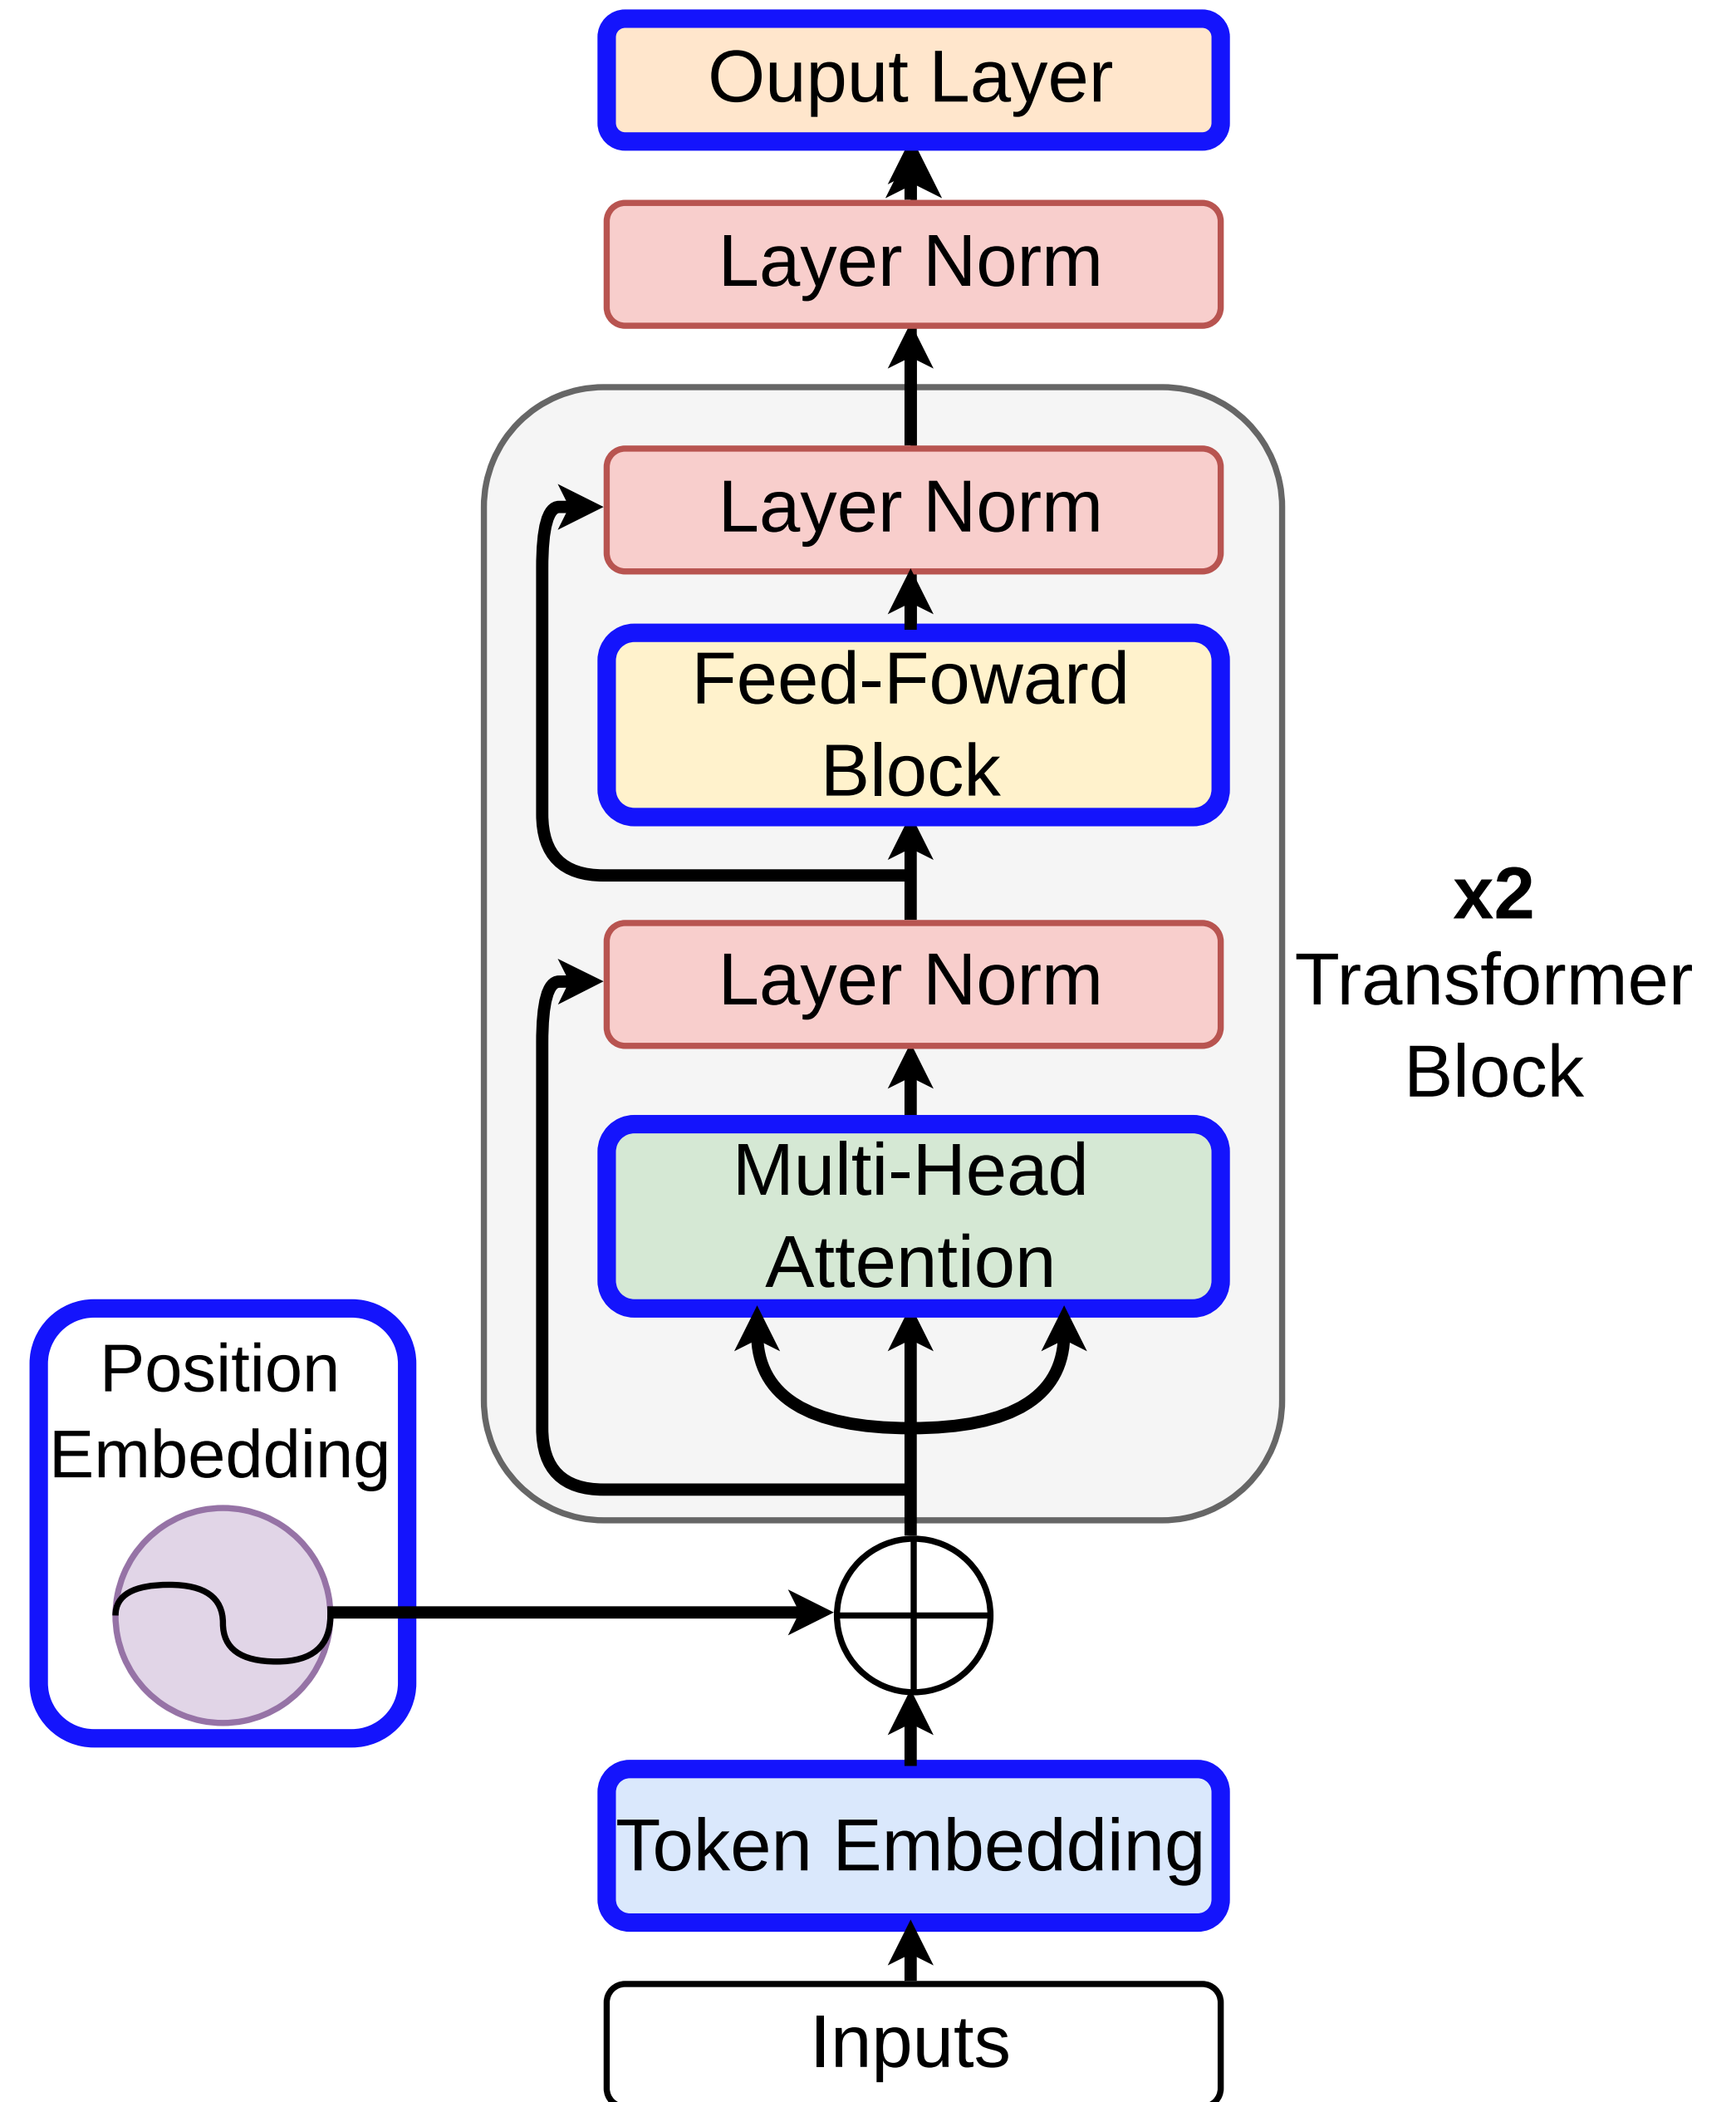 Ouput Layer
Layer Norm
Layer Norm
Feed-Foward
Block
Layer Norm
x2
Transformer
Block
Multi-Head
Attention
Position
Embedding
Token Embedding
Inputs